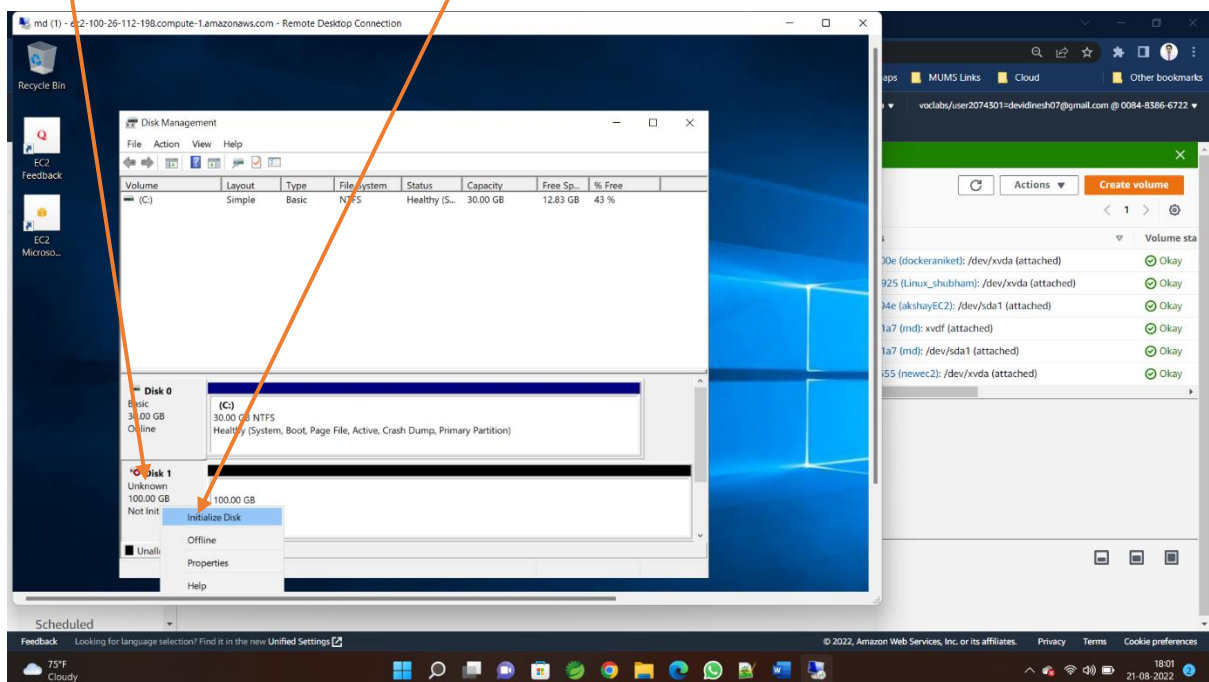 md (1) - ec2-100-26-112-198.compute-1.amazonaws.com - Remote Desktop Connection
Recycle Bin
EC2
Feedback
EC2
Microso...
Disk Management
File Action View Help
Volume Layout Type File System Status Capacity Free Sp... % Free
(C:) Simple Basic NTFS Healthy (S... 30.00 GB 12.83 GB 43 %
Disk 0
Basic
30.00 GB
Online
(C:)
30.00 GB NTFS
Healthy (System, Boot, Page File, Active, Crash Dump, Primary Partition)
Disk 1
Unknown
100.00 GB
Not Init
100.00 GB
Initialize Disk
Offline
Properties
Help
Unall
aps MUMS Links Cloud Other bookmarks
voclabs/user2074301=devidinesh07@gmail.com @ 0084-8386-6722
Actions Create volume
1
Volume sta
00e (dockeraniket): /dev/xvda (attached) Okay
925 (Linux_shubham): /dev/xvda (attached) Okay
94e (akshayEC2): /dev/sda1 (attached) Okay
1a7 (md): xvdf (attached) Okay
1a7 (md): /dev/sda1 (attached) Okay
555 (newec2): /dev/xvda (attached) Okay
Scheduled
Feedback Looking for language selection? Find it in the new Unified Settings © 2022, Amazon Web Services, Inc. or its affiliates. Privacy Terms Cookie preferences
75°F
Cloudy
18:01
21-08-2022
2